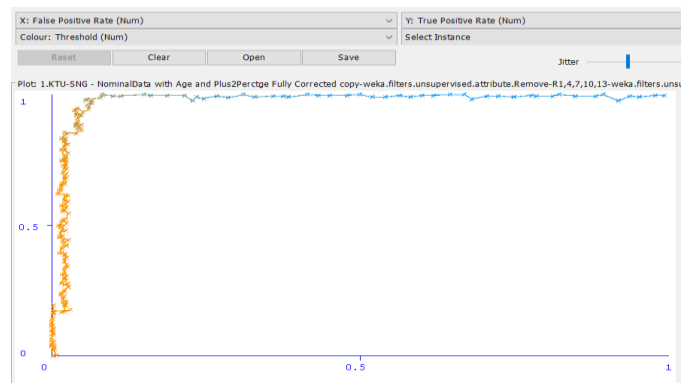 X: False Positive Rate (Num)
Y: True Positive Rate (Num)
Colour: Threshold (Num)
Select Instance
Reset
Clear
Open
Save
Jitter
Plot: 1.KTU-SNG - NominalData with Age and Plus2Perctge Fully Corrected copy-weka.filters.unsupervised.attribute.Remove-R1,4,7,10,13-weka.filters.unsu
1
0.5
0
0
0.5
1